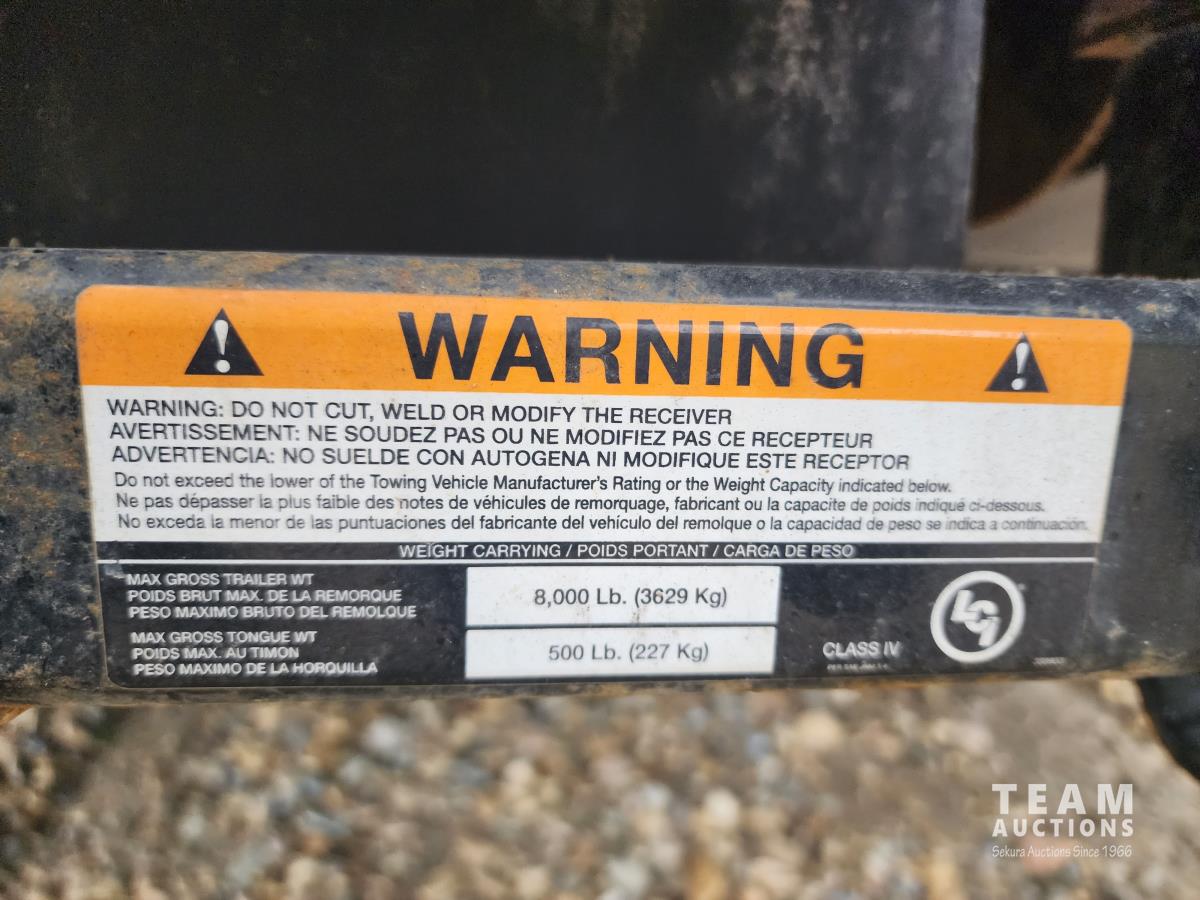 WARNING
WARNING: DO NOT CUT, WELD OR MODIFY THE RECEIVER
AVERTISSEMENT: NE SOUDEZ PAS OU NE MODIFIEZ PAS CE RECEPTEUR
ADVERTENCIA: NO SUELDE CON AUTOGENA NI MODIFIQUE ESTE RECEPTOR
Do not exceed the lower of the Towing Vehicle Manufacturer's Rating or the Weight Capacity indicated below.
Ne pas dépasser la plus faible des notes de véhicules de remorquage, fabricant ou la capacite de poids indiqué ci-dessous.
No exceda la menor de las puntuaciones del fabricante del vehículo del remolque o la capacidad de peso se indica a continuación.
WEIGHT CARRYING / POIDS PORTANT / CARGA DE PESO
MAX GROSS TRAILER WT
POIDS BRUT MAX. DE LA REMORQUE
PESO MAXIMO BRUTO DEL REMOLQUE
8,000 Lb. (3629 Kg)
MAX GROSS TONGUE WT
POIDS MAX. AU TIMON
PESO MAXIMO DE LA HORQUILLA
500 Lb. (227 Kg)
CLASS IV
LCI
TEAM
AUCTIONS
Sekura Auctions Since 1966